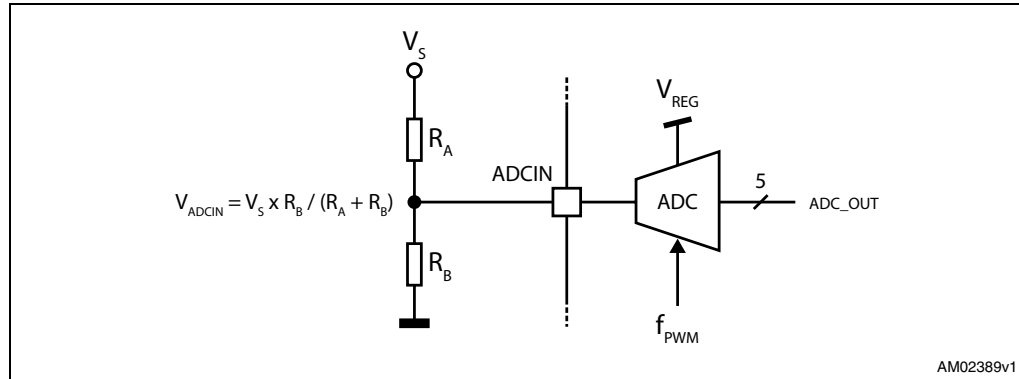 V_S
R_A
V_REG
ADCIN
5
ADC
ADC_OUT
V_ADCIN = V_S x R_B / (R_A + R_B)
R_B
f_PWM
AM02389v1